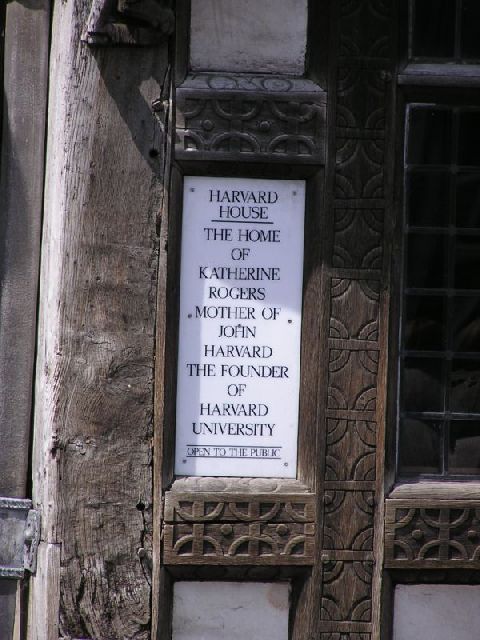 HARVARD
HOUSE
THE HOME
OF
KATHERINE
ROGERS
MOTHER OF
JOHN
HARVARD
THE FOUNDER
OF
HARVARD
UNIVERSITY
OPEN TO THE PUBLIC